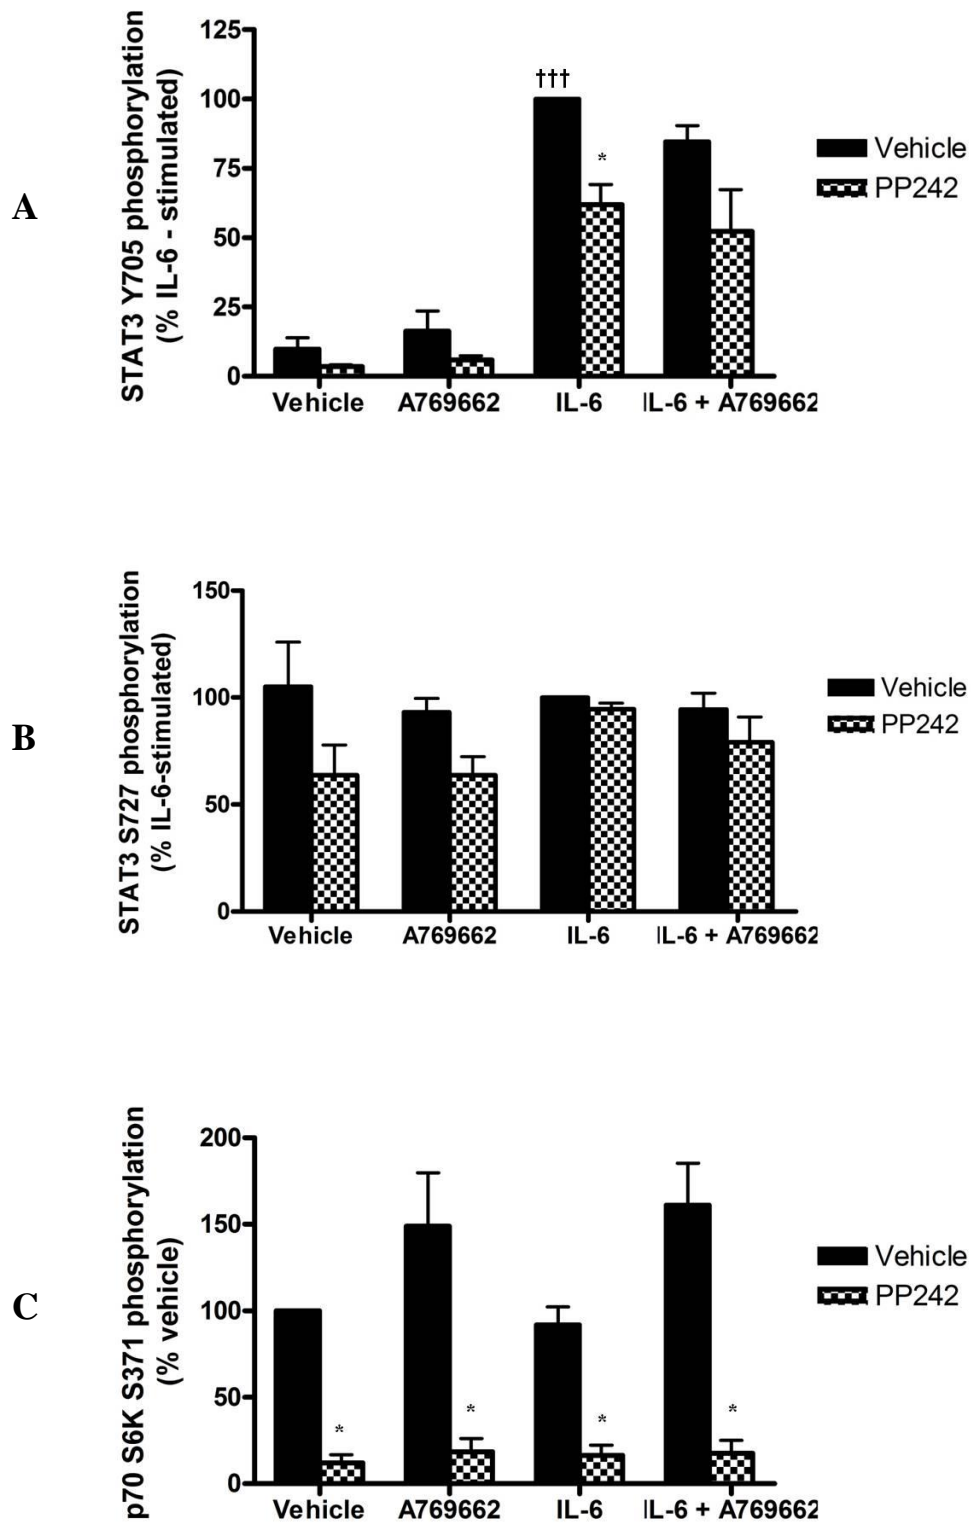 A
STAT3 Y705 phosphorylation
(% IL-6 - stimulated)
125
100
75
50
25
0
†††
*
Vehicle
A769662
IL-6
IL-6 + A769662
Vehicle
PP242
B
STAT3 S727 phosphorylation
(% IL-6-stimulated)
150
100
50
0
Vehicle
A769662
IL-6
IL-6 + A769662
Vehicle
PP242
C
p70 S6K S371 phosphorylation
(% vehicle)
200
150
100
50
0
*
*
*
*
Vehicle
A769662
IL-6
IL-6 + A769662
Vehicle
PP242